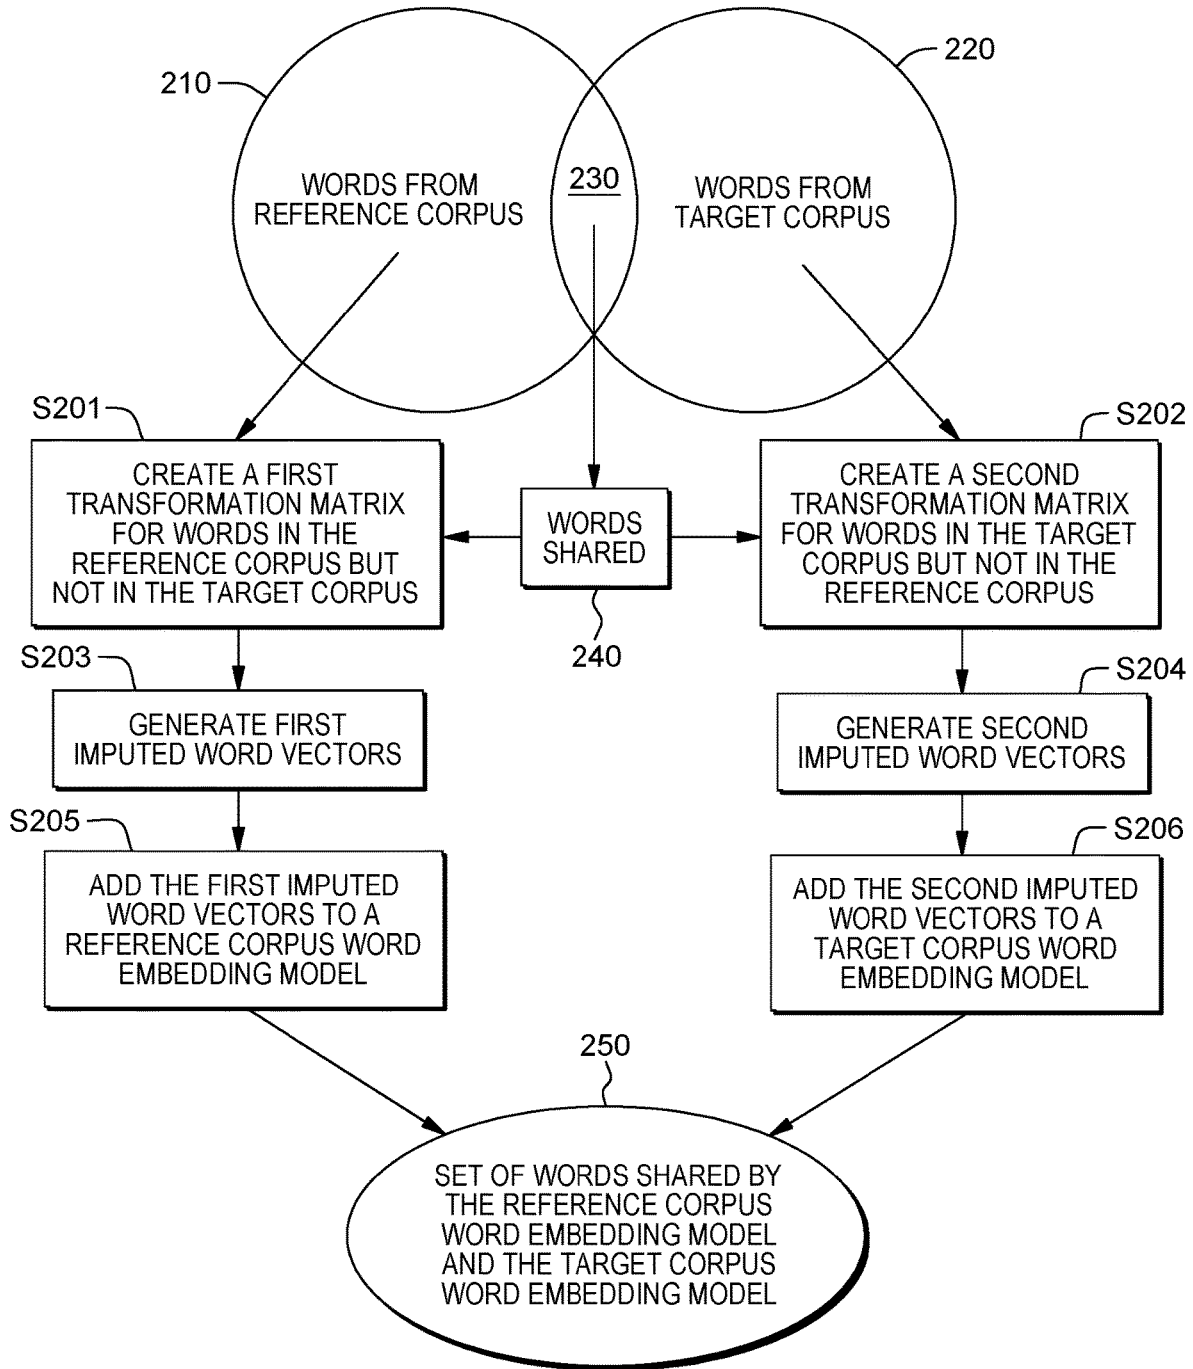 220
210
230
WORDS FROM
REFERENCE CORPUS
WORDS FROM
TARGET CORPUS
S201
S202
CREATE A FIRST
TRANSFORMATION MATRIX
FOR WORDS IN THE
REFERENCE CORPUS BUT
NOT IN THE TARGET CORPUS
WORDS
SHARED
240
CREATE A SECOND
TRANSFORMATION MATRIX
FOR WORDS IN THE TARGET
CORPUS BUT NOT IN THE
REFERENCE CORPUS
S203
GENERATE FIRST
IMPUTED WORD VECTORS
S204
GENERATE SECOND
IMPUTED WORD VECTORS
S205
ADD THE FIRST IMPUTED
WORD VECTORS TO A
REFERENCE CORPUS WORD
EMBEDDING MODEL
S206
ADD THE SECOND IMPUTED
WORD VECTORS TO A
TARGET CORPUS WORD
EMBEDDING MODEL
250
SET OF WORDS SHARED BY
THE REFERENCE CORPUS
WORD EMBEDDING MODEL
AND THE TARGET CORPUS
WORD EMBEDDING MODEL